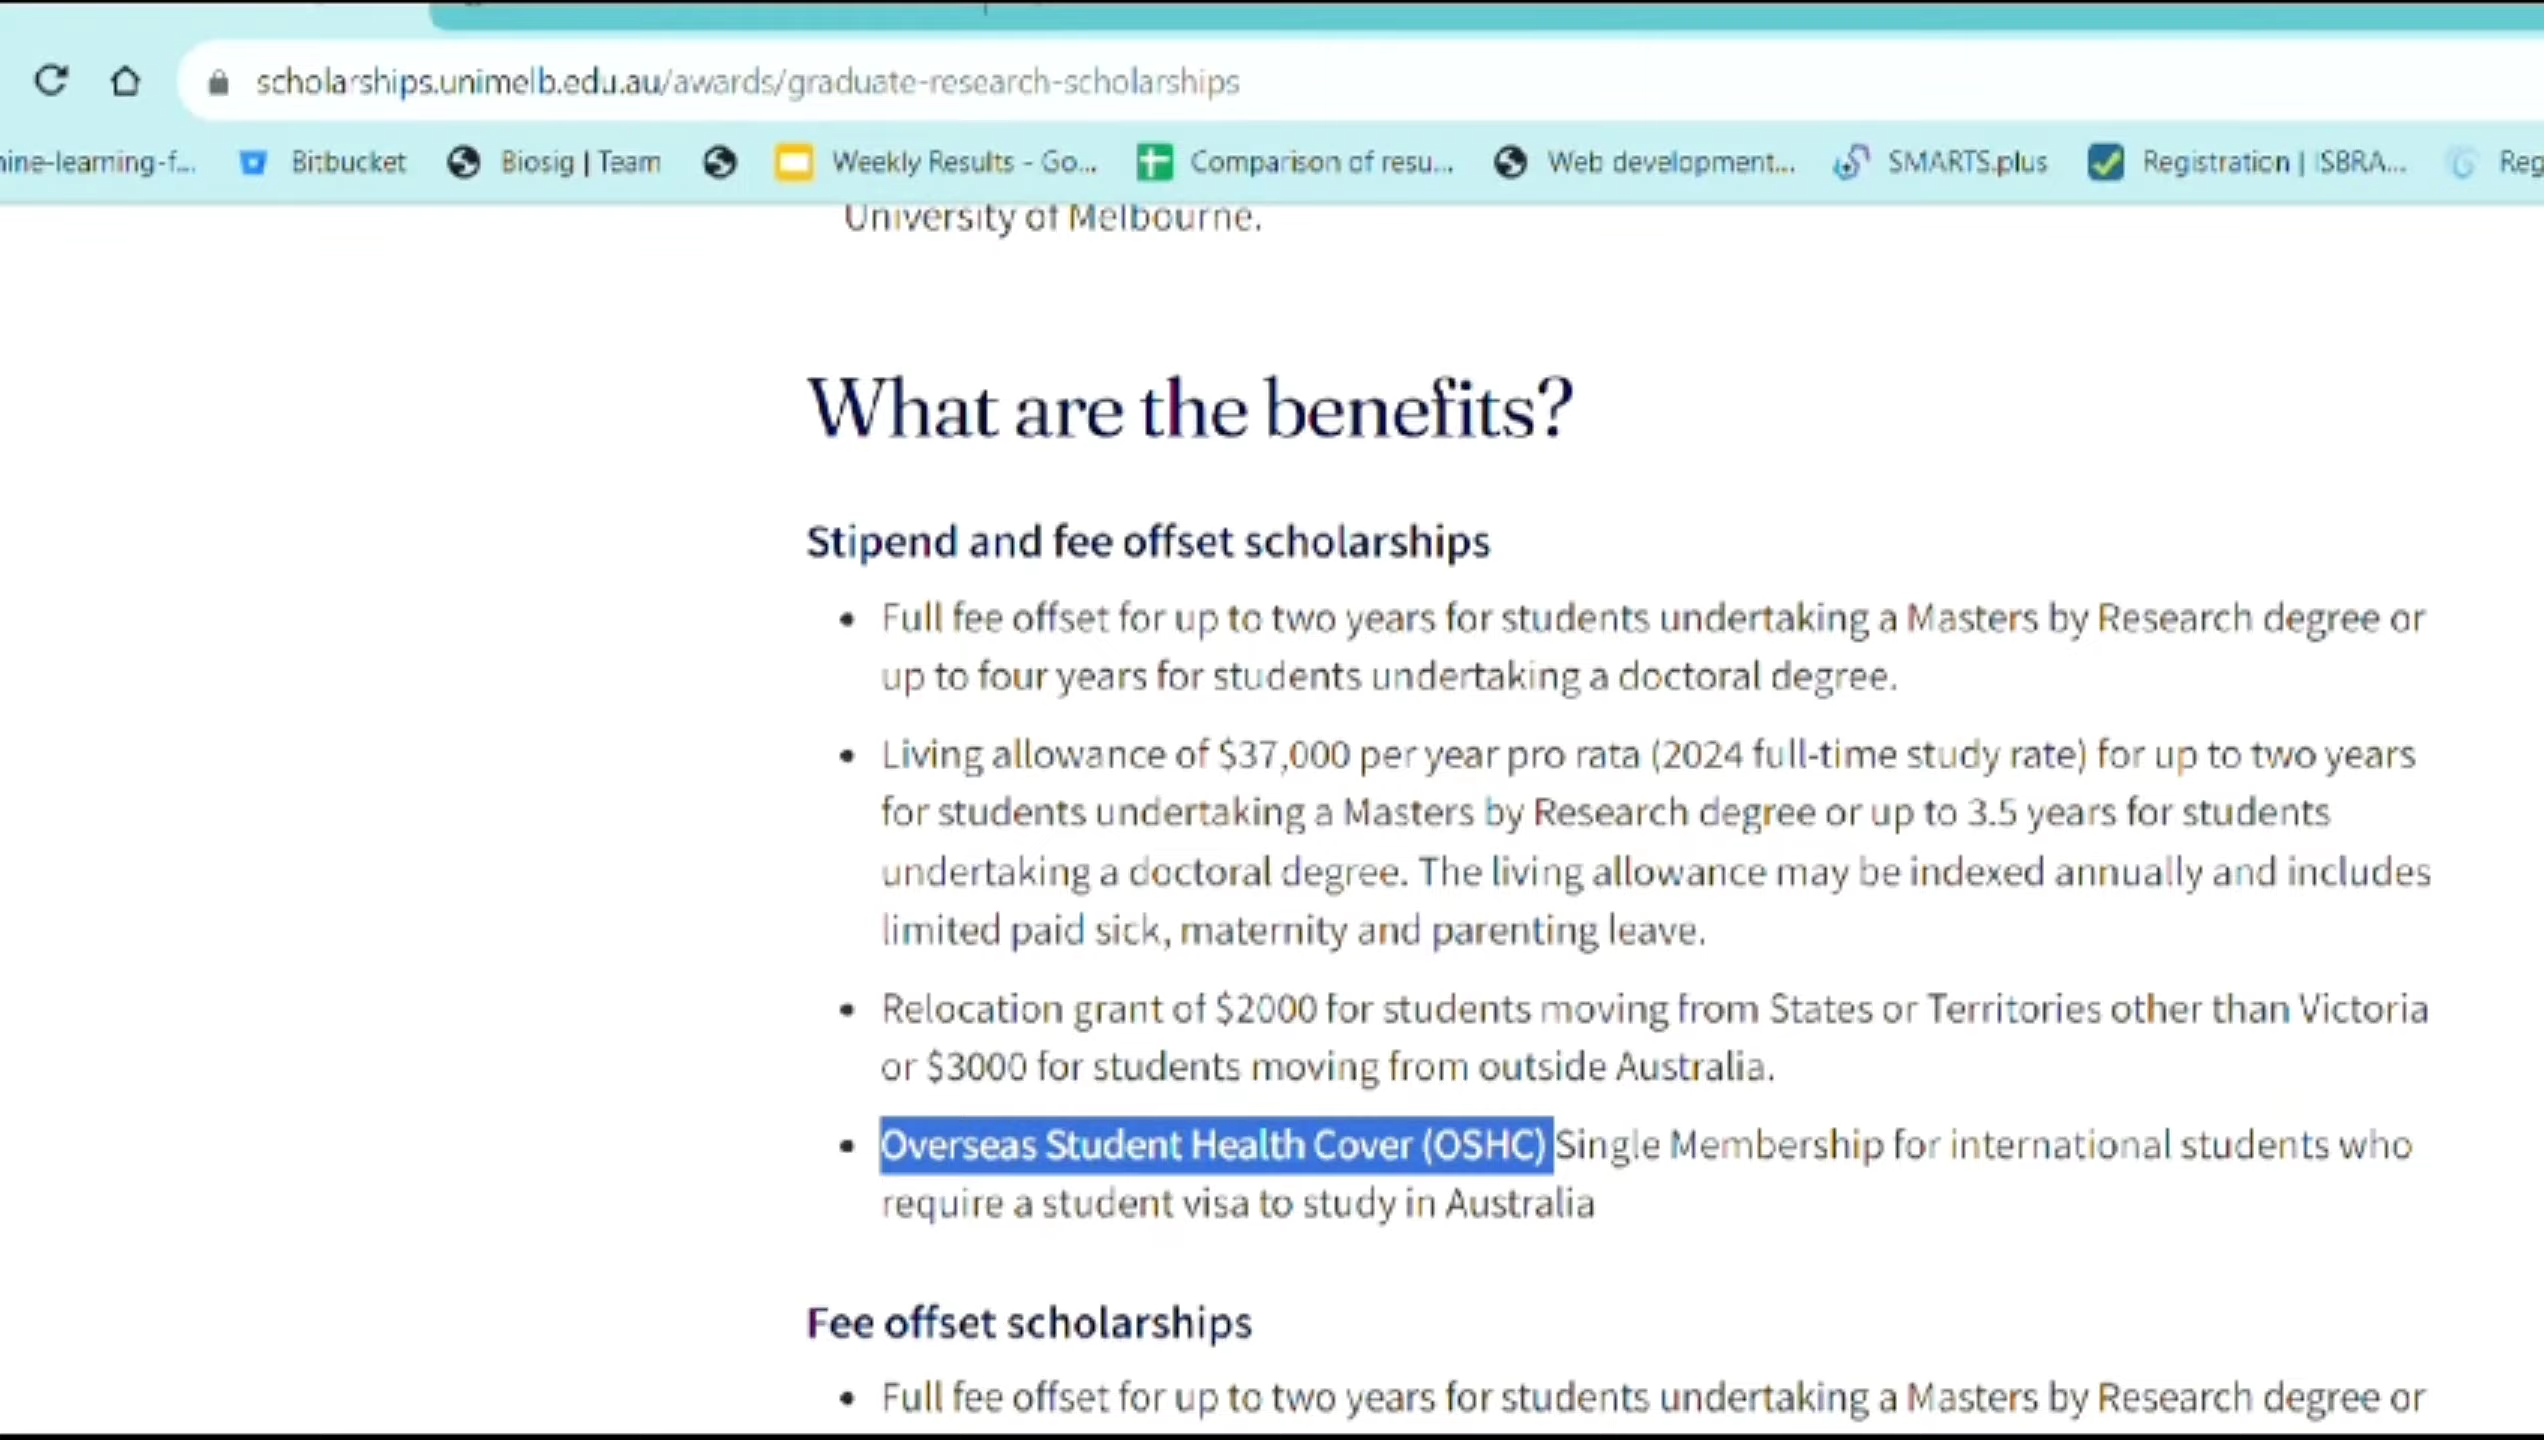 scholarships.unimelb.edu.au/awards/graduate-research-scholarships
ine-learning-f... Bitbucket Biosig | Team Weekly Results - Go... Comparison of resu... Web development... SMARTS.plus Registration | ISBRA... Reg
University of Melbourne.
What are the benefits?
Stipend and fee offset scholarships
• Full fee offset for up to two years for students undertaking a Masters by Research degree or
up to four years for students undertaking a doctoral degree.
• Living allowance of $37,000 per year pro rata (2024 full-time study rate) for up to two years
for students undertaking a Masters by Research degree or up to 3.5 years for students
undertaking a doctoral degree. The living allowance may be indexed annually and includes
limited paid sick, maternity and parenting leave.
• Relocation grant of $2000 for students moving from States or Territories other than Victoria
or $3000 for students moving from outside Australia.
• Overseas Student Health Cover (OSHC) Single Membership for international students who
require a student visa to study in Australia
Fee offset scholarships
• Full fee offset for up to two years for students undertaking a Masters by Research degree or